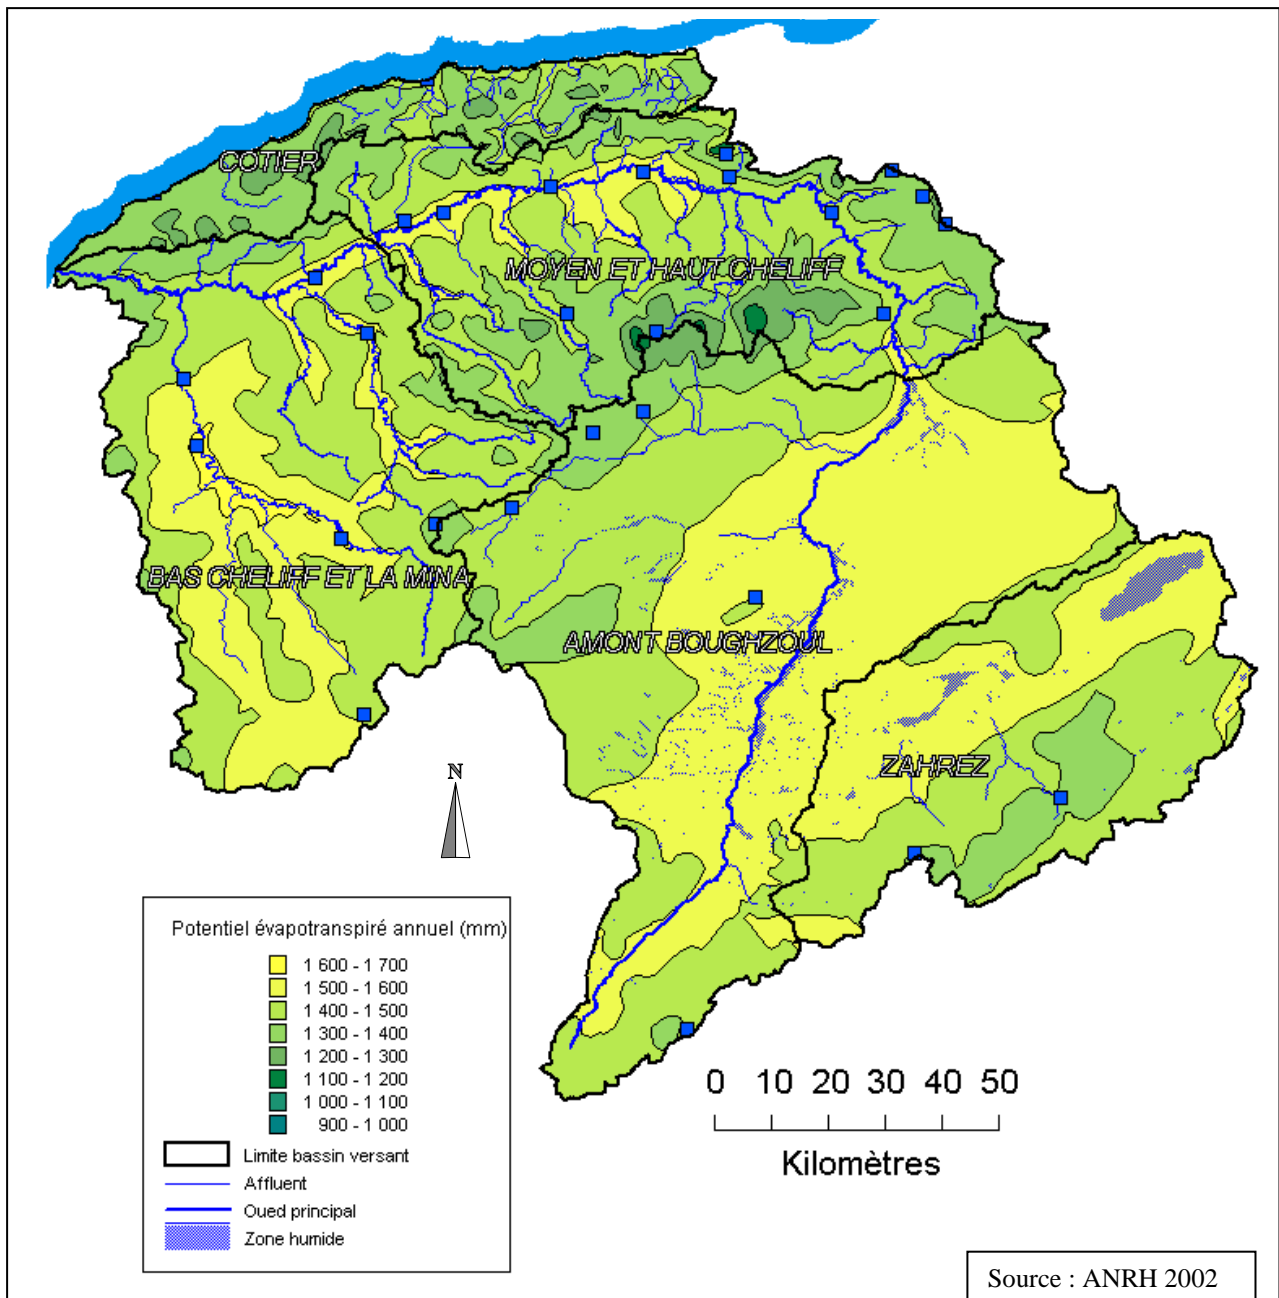 COTIER
MOYEN ET HAUT CHELIFF
BAS CHELIFF ET LA MINA
AMONT BOUGHZOUL
ZAHREZ
N
Potentiel évapotranspiré annuel (mm)
1 600 - 1 700
1 500 - 1 600
1 400 - 1 500
1 300 - 1 400
1 200 - 1 300
1 100 - 1 200
1 000 - 1 100
900 - 1 000
Limite bassin versant
Affluent
Oued principal
Zone humide
0 10 20 30 40 50
Kilomètres
Source : ANRH 2002